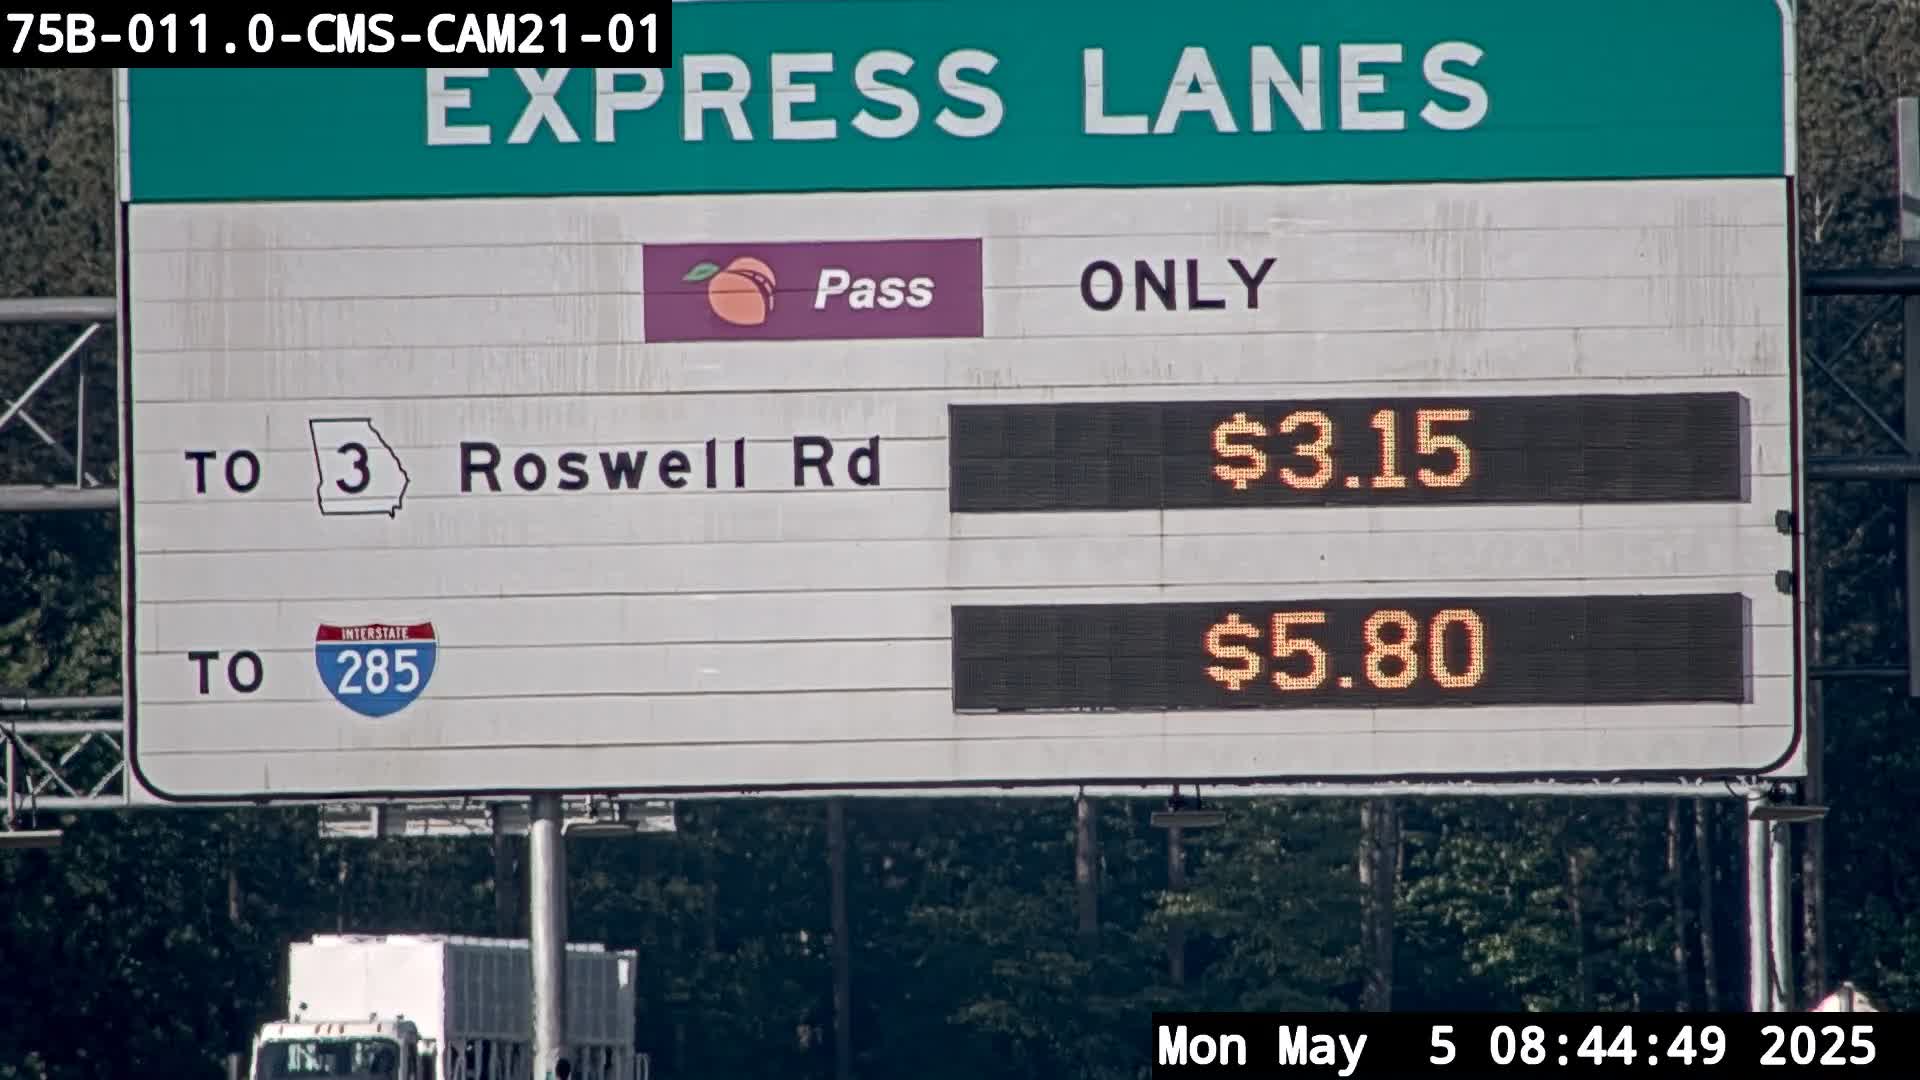 75B-011.0-CMS-CAM21-01
EXPRESS LANES
Pass ONLY
TO 3 Roswell Rd $3.15
TO INTERSTATE 285 $5.80
Mon May 5 08:44:49 2025